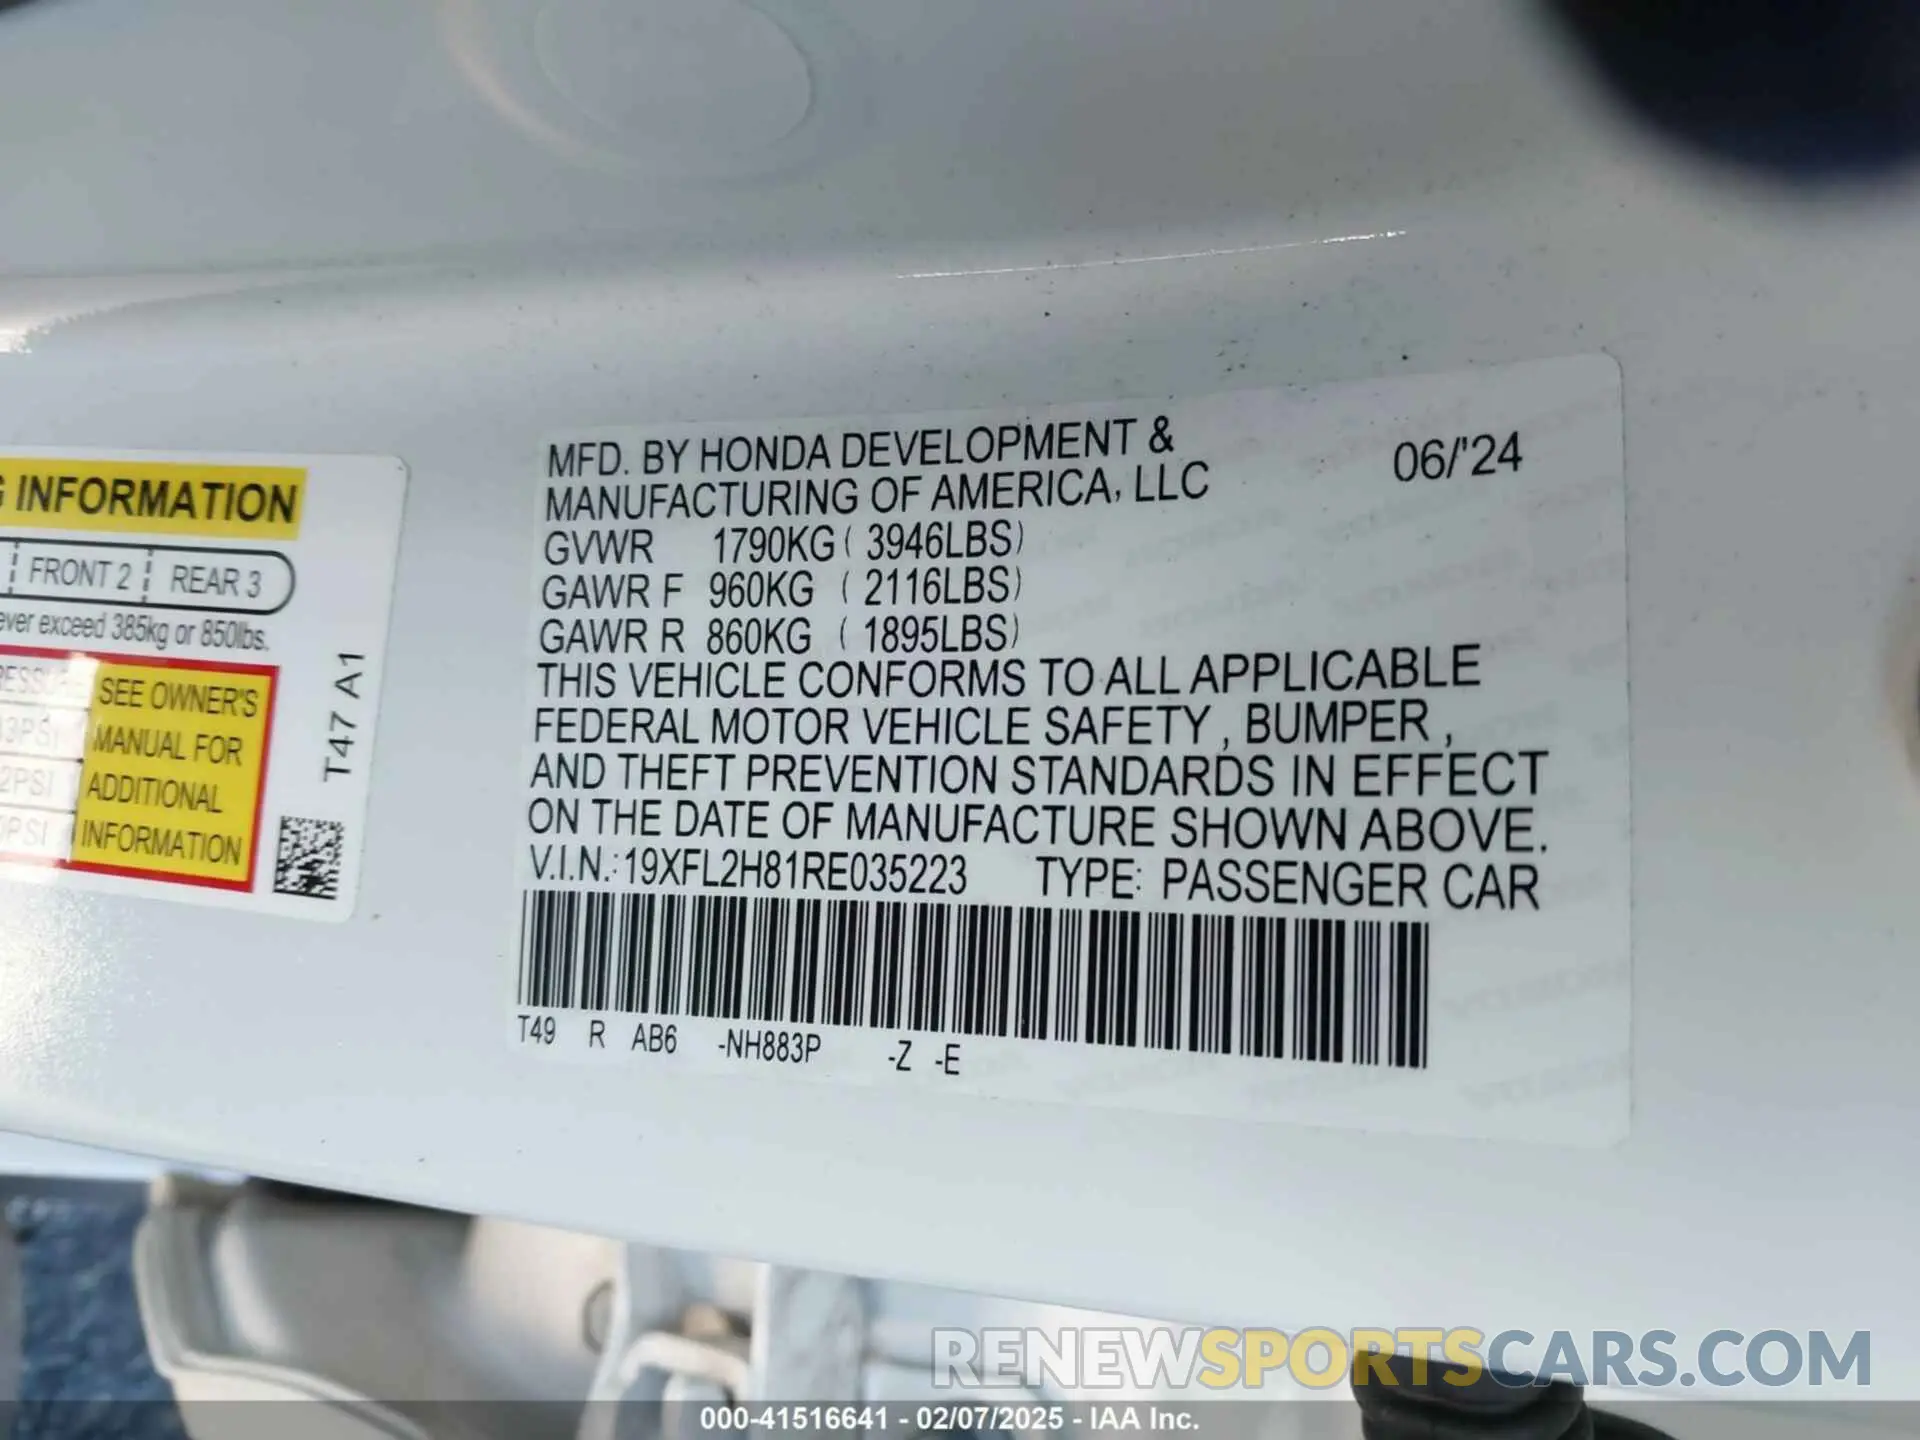 MFD. BY HONDA DEVELOPMENT &
MANUFACTURING OF AMERICA, LLC
06/'24
GVWR 1790KG ( 3946LBS)
GAWR F 960KG ( 2116LBS)
GAWR R 860KG ( 1895LBS)
THIS VEHICLE CONFORMS TO ALL APPLICABLE
FEDERAL MOTOR VEHICLE SAFETY , BUMPER ,
AND THEFT PREVENTION STANDARDS IN EFFECT
ON THE DATE OF MANUFACTURE SHOWN ABOVE.
V.I.N.: 19XFL2H81RE035223 TYPE: PASSENGER CAR
T49 R AB6 -NH883P -Z -E
INFORMATION
FRONT 2 REAR 3
exceed 385kg or 850lbs.
SEE OWNER'S
MANUAL FOR
ADDITIONAL
INFORMATION
T47 A1
RENEWSPORTSCARS.COM
000-41516641 - 02/07/2025 - IAA Inc.